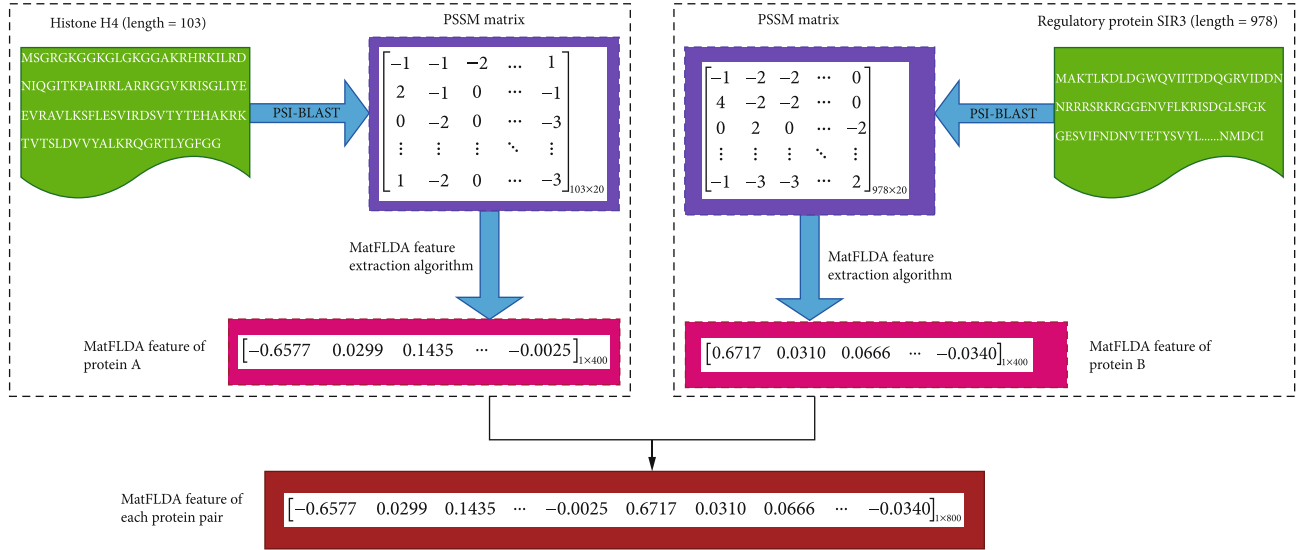 Histone H4 (length = 103)
MSGRGKGGKGLGKGGAKRHRKILRD
NIQGITKPAIRRLARRGGVKRISGLIYE
EVRAVLKSFLESVIRDSVTYTEHAKRK
TVTSLDVVYALKRQGRTLYGFGG
PSI-BLAST
PSSM matrix
−1 −1 −2 ··· 1
2 −1 0 ··· −1
0 −2 0 ··· −3
⋮ ⋮ ⋮ ⋱ ⋮
1 −2 0 ··· −3
103×20
MatFLDA feature
extraction algorithm
MatFLDA feature of
protein A
[−0.6577 0.0299 0.1435 ··· −0.0025]1×400
PSSM matrix
−1 −2 −2 ··· 0
4 −2 −2 ··· 0
0 2 0 ··· −2
⋮ ⋮ ⋮ ⋱ ⋮
−1 −3 −3 ··· 2
978×20
Regulatory protein SIR3 (length = 978)
MAKTLKDLDGWQVIITDDQGRVIDDN
NRRRSRKRGGENVFLKRISDGLSFGK
GESVIFNDNVTETYSVYL......NMDCI
PSI-BLAST
MatFLDA feature
extraction algorithm
[0.6717 0.0310 0.0666 ··· −0.0340]1×400
MatFLDA feature of
protein B
MatFLDA feature of
each protein pair
[−0.6577 0.0299 0.1435 ··· −0.0025 0.6717 0.0310 0.0666 ··· −0.0340]1×800